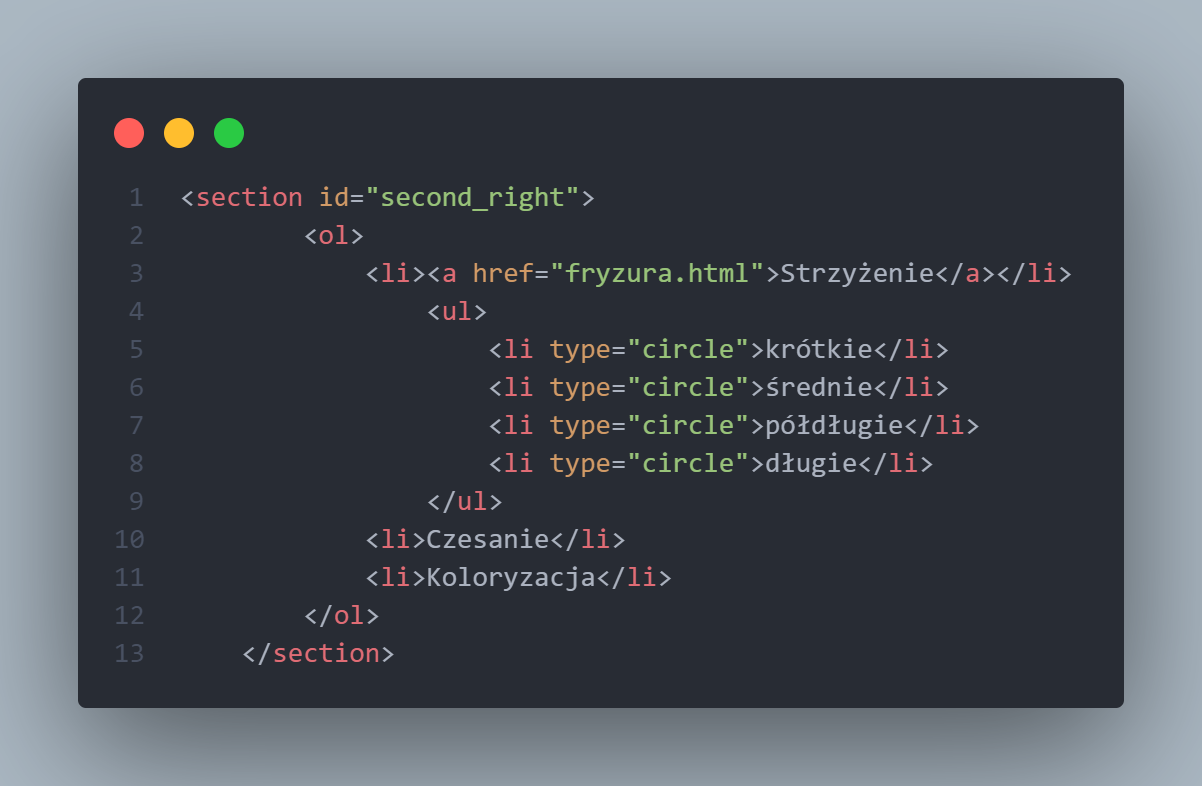 1 <section id="second_right">
2         <ol>
3             <li><a href="fryzura.html">Strzyżenie</a></li>
4                 <ul>
5                     <li type="circle">krótkie</li>
6                     <li type="circle">średnie</li>
7                     <li type="circle">półdługie</li>
8                     <li type="circle">długie</li>
9                 </ul>
10             <li>Czesanie</li>
11             <li>Koloryzacja</li>
12         </ol>
13     </section>